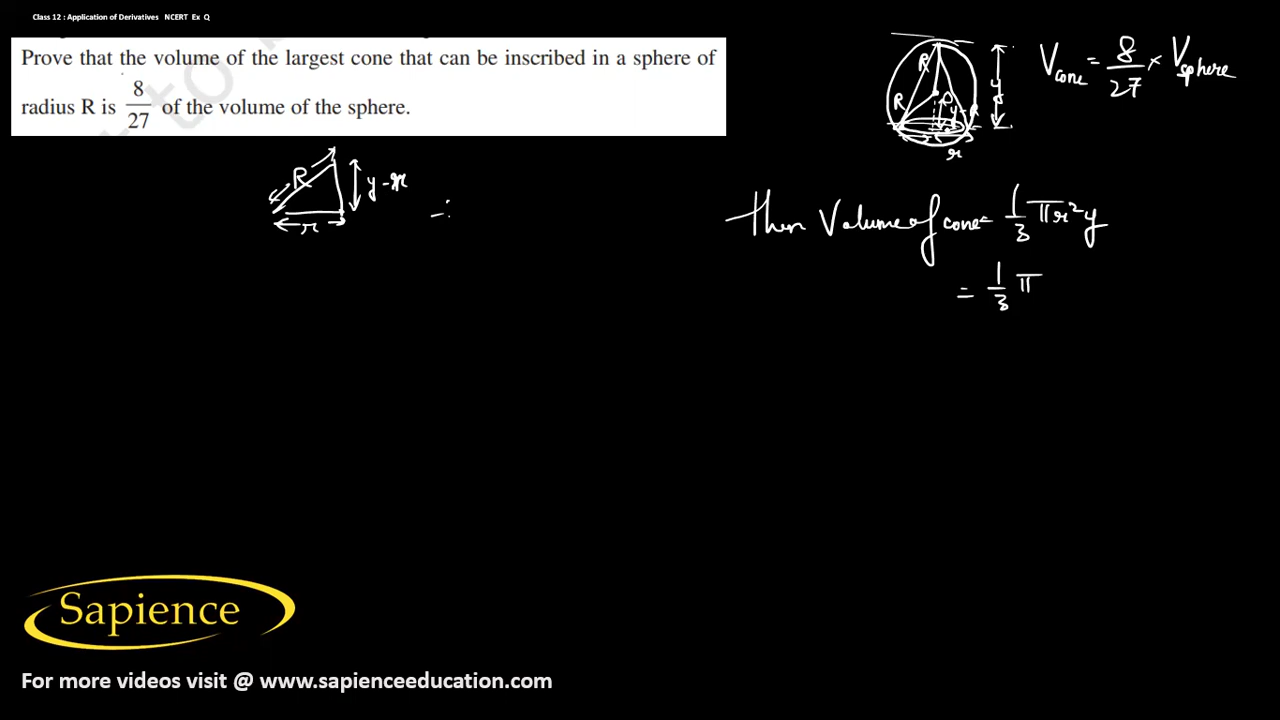 Class 12 : Application of Derivatives NCERT Ex Q
Prove that the volume of the largest cone that can be inscribed in a sphere of
radius R is 8/27 of the volume of the sphere.
V cone = 8/27 × V sphere
R
R
y
y-R
r
R
y - r
r
then Volume of cone = 1/3 πr²y
= 1/3 π
Sapience
For more videos visit @ www.sapienceeducation.com